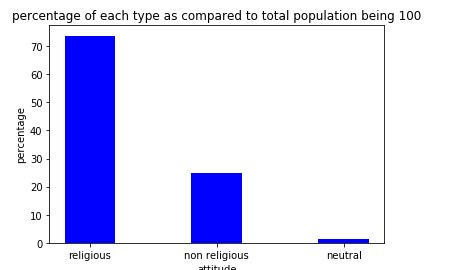 percentage of each type as compared to total population being 100
percentage
70
60
50
40
30
20
10
0
religious non religious neutral
attitude